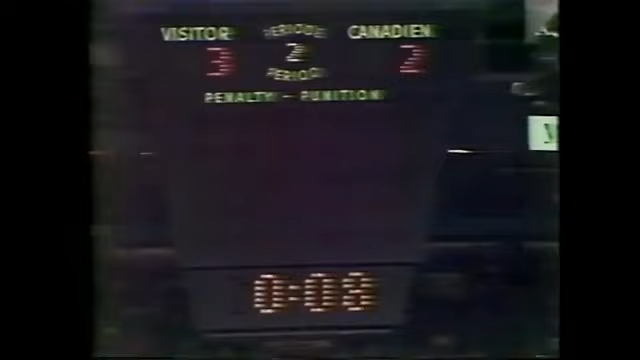 VISITOR PERIODE CANADIEN
3 2 2
PERIOD
PENALTY - PUNITION
0:08